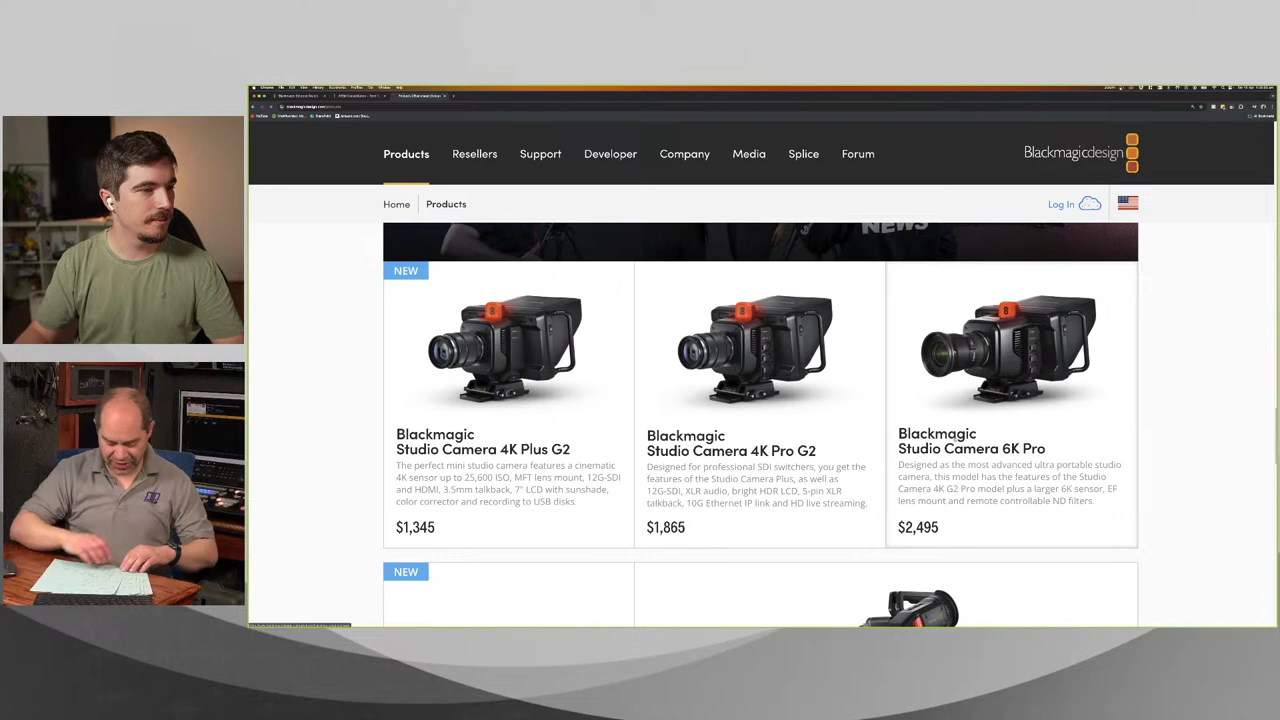 Products
Resellers
Support
Developer
Company
Media
Splice
Forum
Blackmagicdesign
Home
Products
Log In
NEWS
NEW
8
Blackmagic
Studio Camera 4K Plus G2
The perfect mini studio camera features a cinematic
4K sensor up to 25,600 ISO, MFT lens mount, 12G-SDI
and HDMI, 3.5mm talkback, 7" LCD with sunshade,
color corrector and recording to USB disks.
$1,345
8
Blackmagic
Studio Camera 4K Pro G2
Designed for professional SDI switchers, you get the
features of the Studio Camera Plus, as well as
12G-SDI, XLR audio, bright HDR LCD, 5-pin XLR
talkback, 10G Ethernet IP link and HD live streaming.
$1,865
8
Blackmagic
Studio Camera 6K Pro
Designed as the most advanced ultra portable studio
camera, this model has the features of the Studio
Camera 4K G2 Pro model plus a larger 6K sensor, EF
lens mount and remote controllable ND filters.
$2,495
NEW